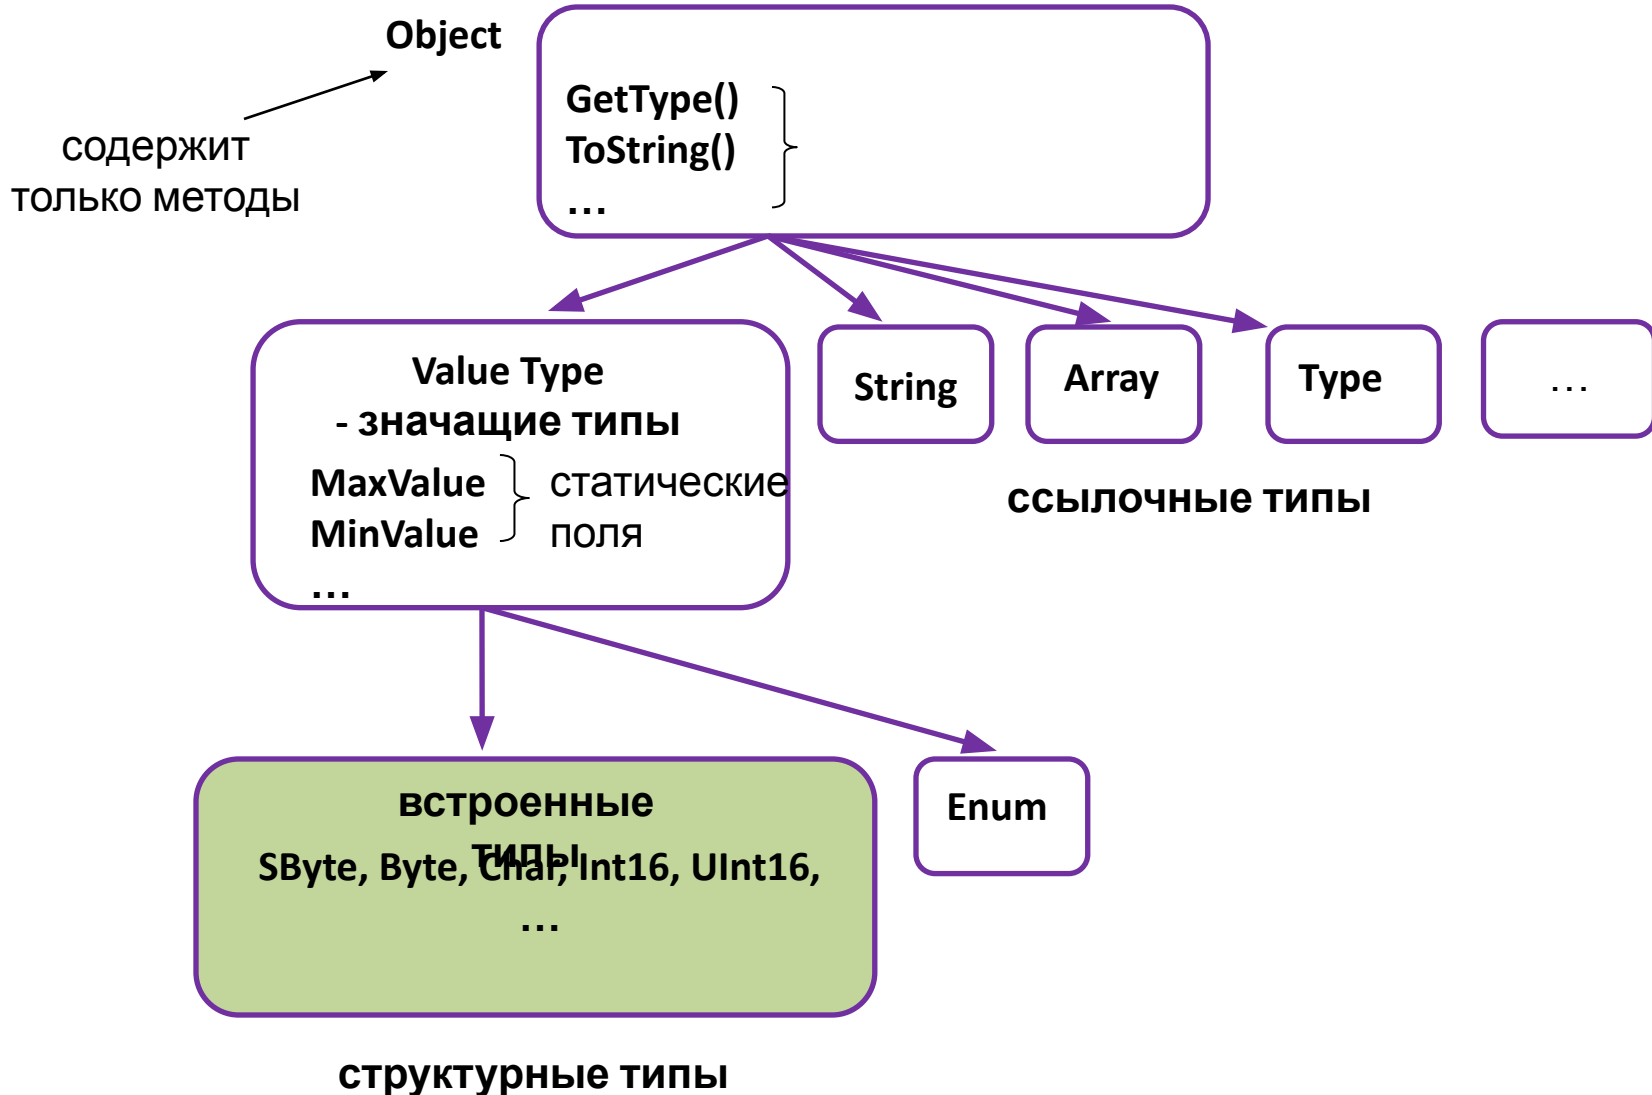 Object
GetType()
ToString()
...
содержит
только методы
Value Type
- значащие типы
MaxValue
MinValue
...
статические
поля
String
Array
Type
...
ссылочные типы
встроенные
типы
SByte, Byte, Char, Int16, UInt16,
...
Enum
структурные типы